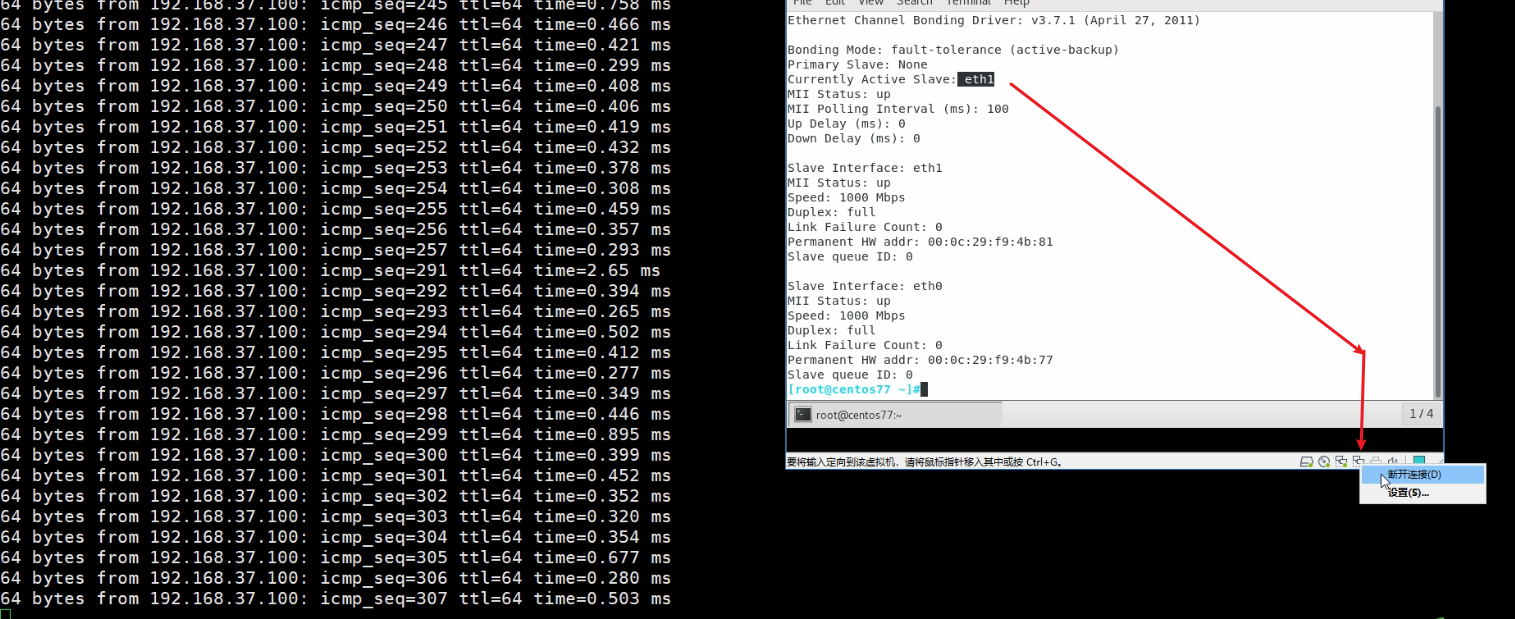 64 bytes from 192.168.37.100: icmp_seq=245 ttl=64 time=0.758 ms
64 bytes from 192.168.37.100: icmp_seq=246 ttl=64 time=0.466 ms
64 bytes from 192.168.37.100: icmp_seq=247 ttl=64 time=0.421 ms
64 bytes from 192.168.37.100: icmp_seq=248 ttl=64 time=0.299 ms
64 bytes from 192.168.37.100: icmp_seq=249 ttl=64 time=0.408 ms
64 bytes from 192.168.37.100: icmp_seq=250 ttl=64 time=0.406 ms
64 bytes from 192.168.37.100: icmp_seq=251 ttl=64 time=0.419 ms
64 bytes from 192.168.37.100: icmp_seq=252 ttl=64 time=0.432 ms
64 bytes from 192.168.37.100: icmp_seq=253 ttl=64 time=0.378 ms
64 bytes from 192.168.37.100: icmp_seq=254 ttl=64 time=0.308 ms
64 bytes from 192.168.37.100: icmp_seq=255 ttl=64 time=0.459 ms
64 bytes from 192.168.37.100: icmp_seq=256 ttl=64 time=0.357 ms
64 bytes from 192.168.37.100: icmp_seq=257 ttl=64 time=0.293 ms
64 bytes from 192.168.37.100: icmp_seq=291 ttl=64 time=2.65 ms
64 bytes from 192.168.37.100: icmp_seq=292 ttl=64 time=0.394 ms
64 bytes from 192.168.37.100: icmp_seq=293 ttl=64 time=0.265 ms
64 bytes from 192.168.37.100: icmp_seq=294 ttl=64 time=0.502 ms
64 bytes from 192.168.37.100: icmp_seq=295 ttl=64 time=0.412 ms
64 bytes from 192.168.37.100: icmp_seq=296 ttl=64 time=0.277 ms
64 bytes from 192.168.37.100: icmp_seq=297 ttl=64 time=0.349 ms
64 bytes from 192.168.37.100: icmp_seq=298 ttl=64 time=0.446 ms
64 bytes from 192.168.37.100: icmp_seq=299 ttl=64 time=0.895 ms
64 bytes from 192.168.37.100: icmp_seq=300 ttl=64 time=0.399 ms
64 bytes from 192.168.37.100: icmp_seq=301 ttl=64 time=0.452 ms
64 bytes from 192.168.37.100: icmp_seq=302 ttl=64 time=0.352 ms
64 bytes from 192.168.37.100: icmp_seq=303 ttl=64 time=0.320 ms
64 bytes from 192.168.37.100: icmp_seq=304 ttl=64 time=0.354 ms
64 bytes from 192.168.37.100: icmp_seq=305 ttl=64 time=0.677 ms
64 bytes from 192.168.37.100: icmp_seq=306 ttl=64 time=0.280 ms
64 bytes from 192.168.37.100: icmp_seq=307 ttl=64 time=0.503 ms
File Edit View Search Terminal Help
Ethernet Channel Bonding Driver: v3.7.1 (April 27, 2011)
Bonding Mode: fault-tolerance (active-backup)
Primary Slave: None
Currently Active Slave: eth1
MII Status: up
MII Polling Interval (ms): 100
Up Delay (ms): 0
Down Delay (ms): 0
Slave Interface: eth1
MII Status: up
Speed: 1000 Mbps
Duplex: full
Link Failure Count: 0
Permanent HW addr: 00:0c:29:f9:4b:81
Slave queue ID: 0
Slave Interface: eth0
MII Status: up
Speed: 1000 Mbps
Duplex: full
Link Failure Count: 0
Permanent HW addr: 00:0c:29:f9:4b:77
Slave queue ID: 0
[root@centos77 ~]#
root@centos77:~
1 / 4
要将输入定向到该虚拟机，请将鼠标指针移入其中或按 Ctrl+G。
断开连接(D)
设置(S)...